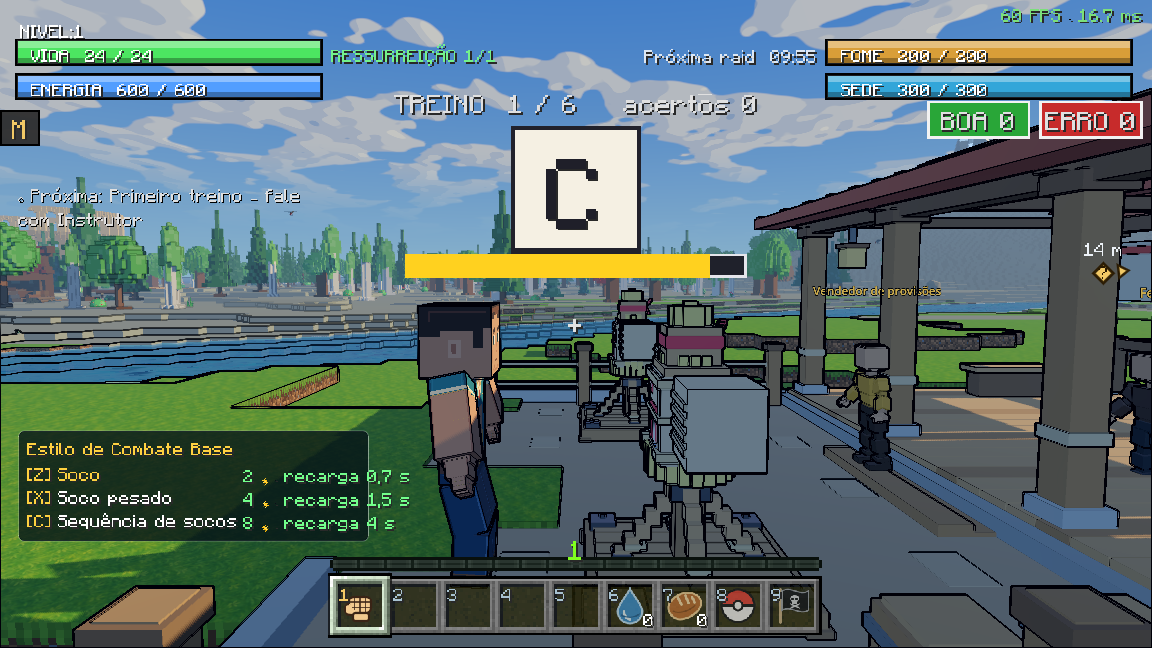 60 FPS . 16.7 ms
NIVEL:1
VIDA 24 / 24
RESSURREIÇÃO 1/1
Próxima raid 09:55
FOME 200 / 200
ENERGIA 600 / 600
SEDE 300 / 300
TREINO 1 / 6 acertos 0
BOA 0
ERRO 0
M
C
. Próxima: Primeiro treino - fale
com Instrutor
14 m
Vendedor de provisões
Estilo de Combate Base
[Z] Soco 2 recarga 0,7 s
[X] Soco pesado 4 recarga 1,5 s
[C] Sequência de socos 8 recarga 4 s
1
1 2 3 4 5 6 7 8 9
0 0